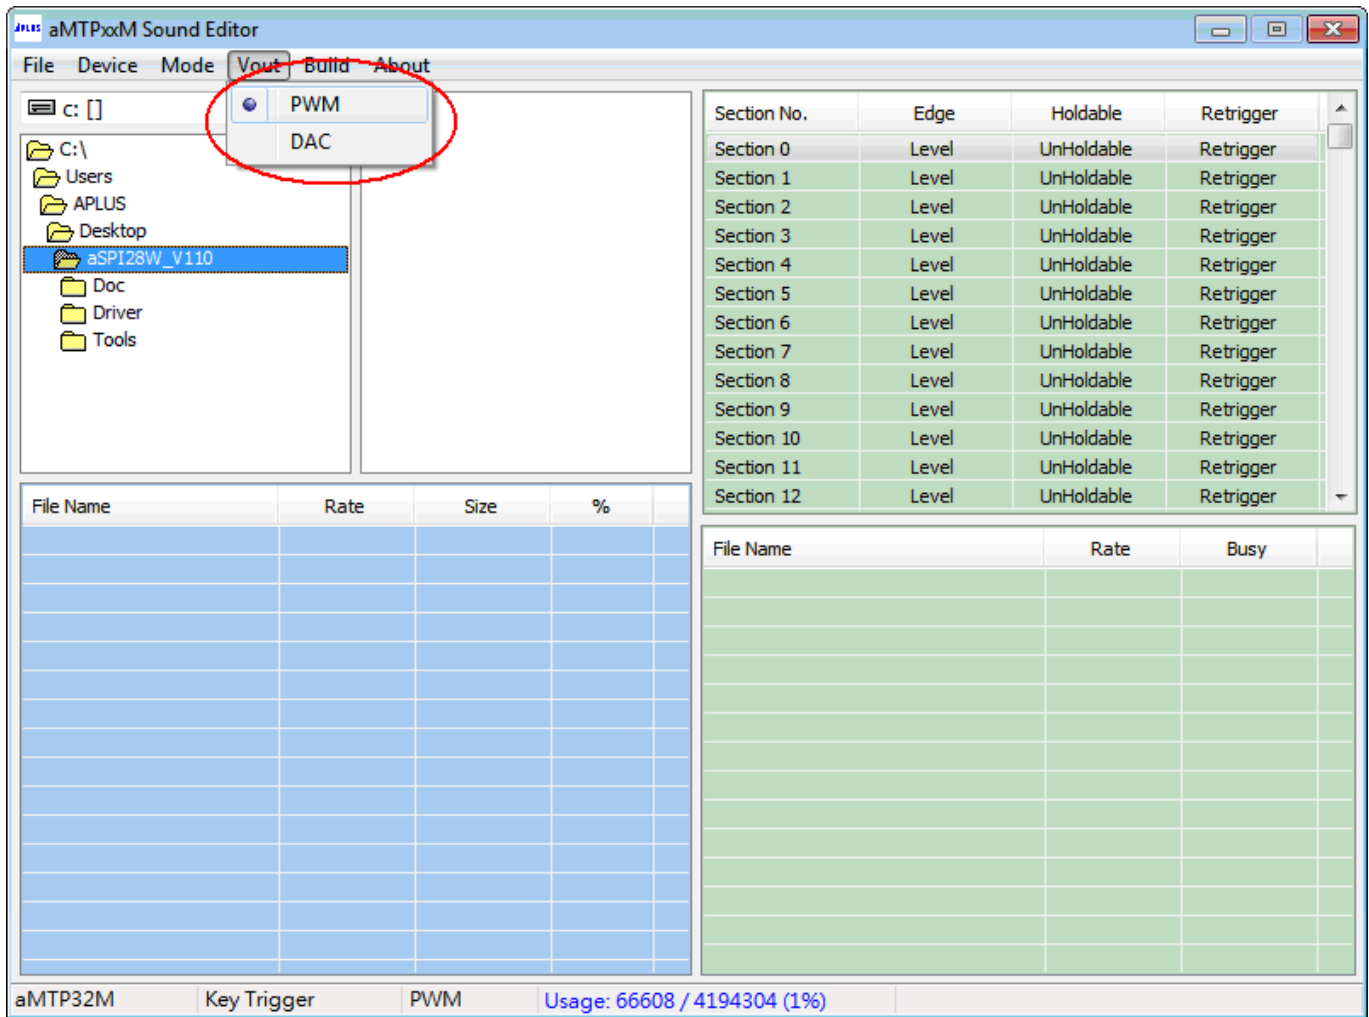 APLUS aMTPxxM Sound Editor
File Device Mode Vout Build About
PWM
DAC
c: []
C:\
Users
APLUS
Desktop
aSPI28W_V110
Doc
Driver
Tools
Section No. Edge Holdable Retrigger
Section 0 Level UnHoldable Retrigger
Section 1 Level UnHoldable Retrigger
Section 2 Level UnHoldable Retrigger
Section 3 Level UnHoldable Retrigger
Section 4 Level UnHoldable Retrigger
Section 5 Level UnHoldable Retrigger
Section 6 Level UnHoldable Retrigger
Section 7 Level UnHoldable Retrigger
Section 8 Level UnHoldable Retrigger
Section 9 Level UnHoldable Retrigger
Section 10 Level UnHoldable Retrigger
Section 11 Level UnHoldable Retrigger
Section 12 Level UnHoldable Retrigger
File Name Rate Size %
File Name Rate Busy
aMTP32M Key Trigger PWM Usage: 66608 / 4194304 (1%)